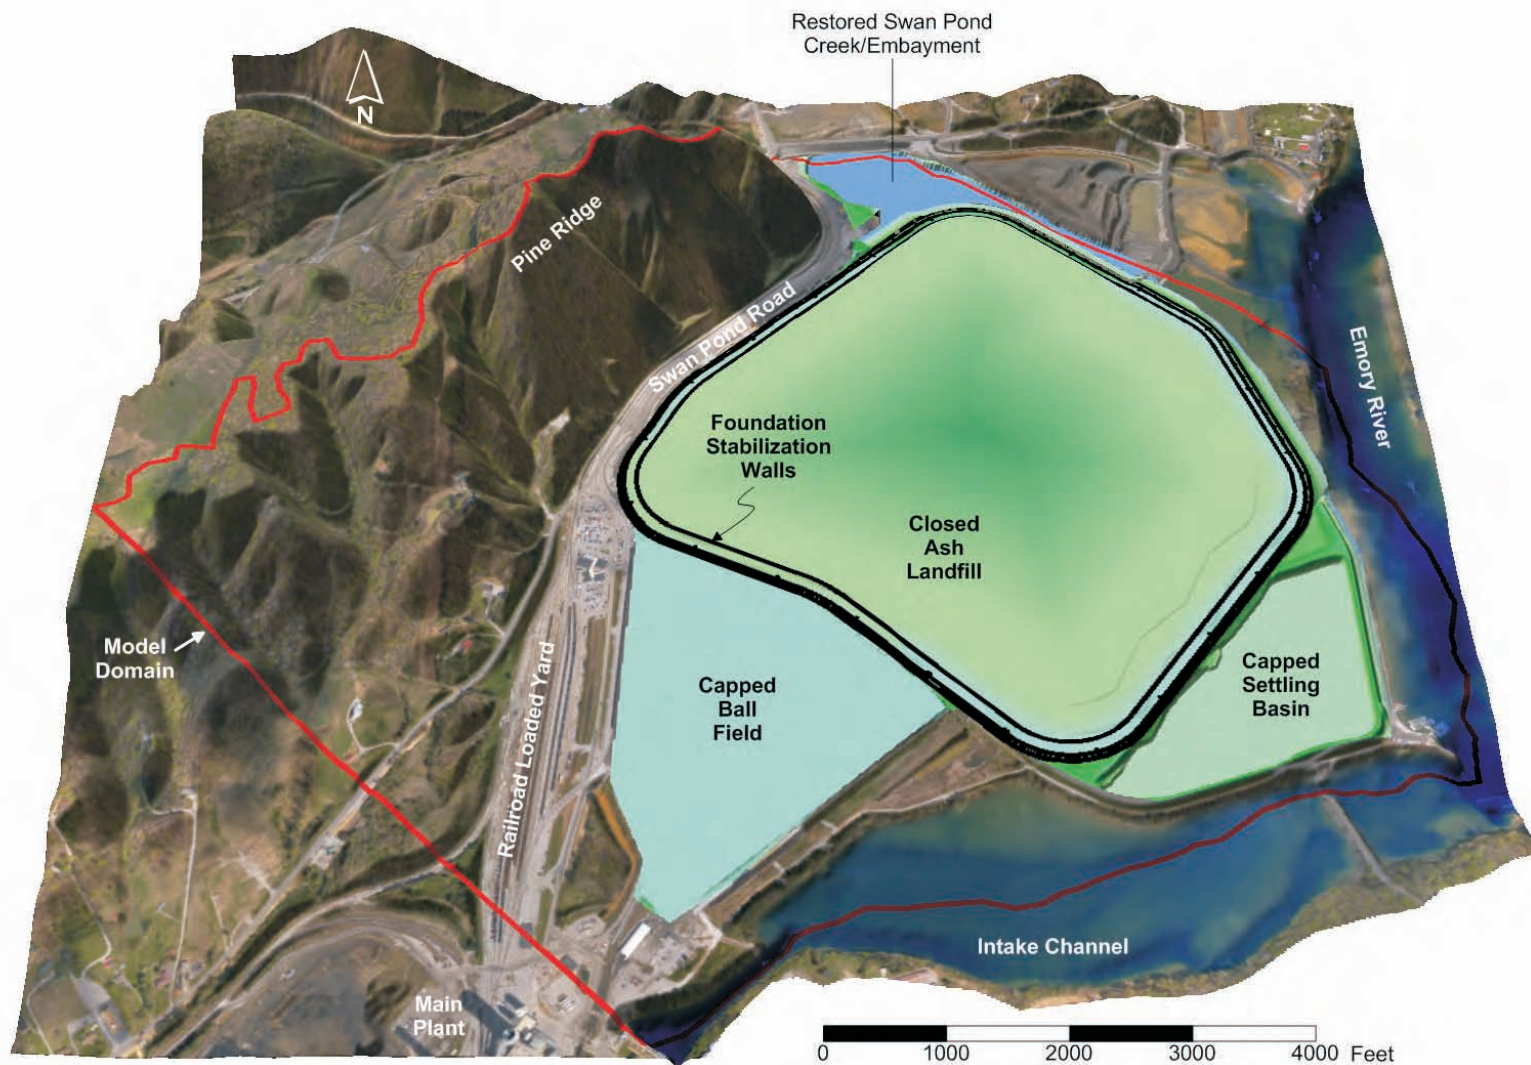 Restored Swan Pond
Creek/Embayment
N
Pine Ridge
Swan Pond Road
Emory River
Foundation
Stabilization
Walls
Closed
Ash
Landfill
Model
Domain
Railroad Loaded Yard
Capped
Ball
Field
Capped
Settling
Basin
Intake Channel
Main
Plant
0 1000 2000 3000 4000 Feet